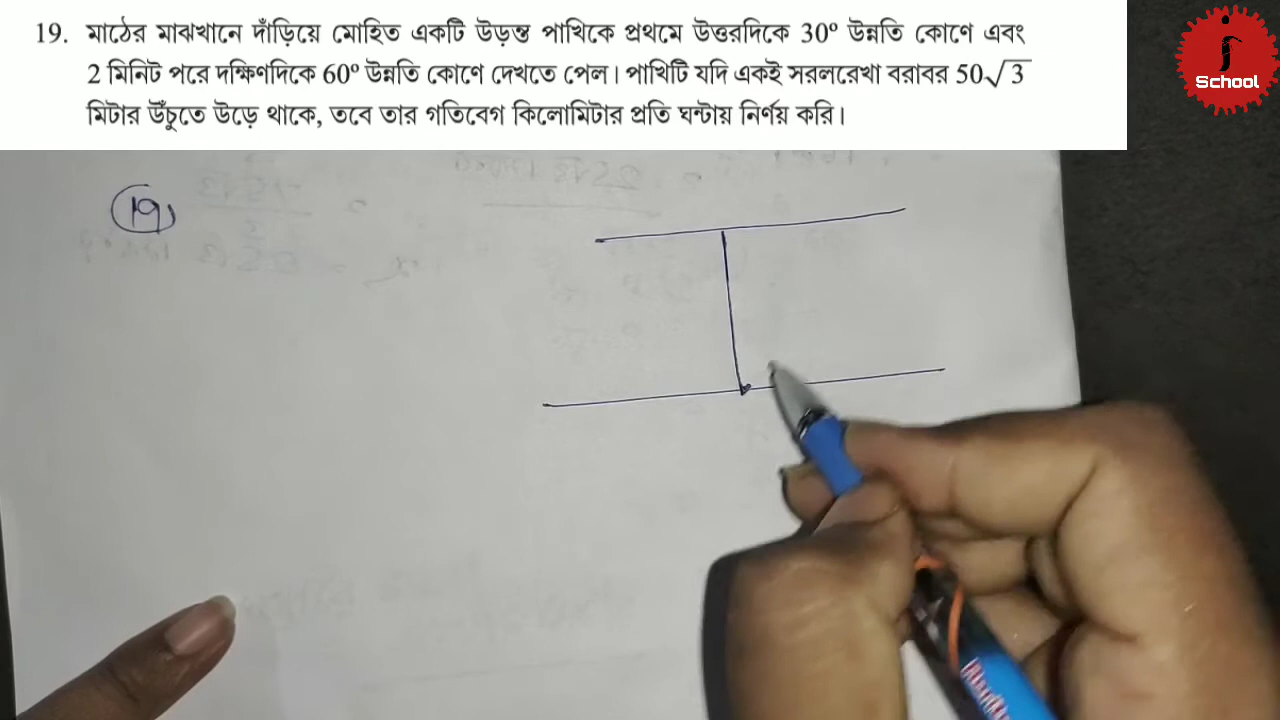 19. মাঠের মাঝখানে দাঁড়িয়ে মোহিত একটি উড়ন্ত পাখিকে প্রথমে উত্তরদিকে 30° উন্নতি কোণে এবং
2 মিনিট পরে দক্ষিণদিকে 60° উন্নতি কোণে দেখতে পেল। পাখিটি যদি একই সরলরেখা বরাবর 50√3
মিটার উঁচুতে উড়ে থাকে, তবে তার গতিবেগ কিলোমিটার প্রতি ঘন্টায় নির্ণয় করি।
School
19